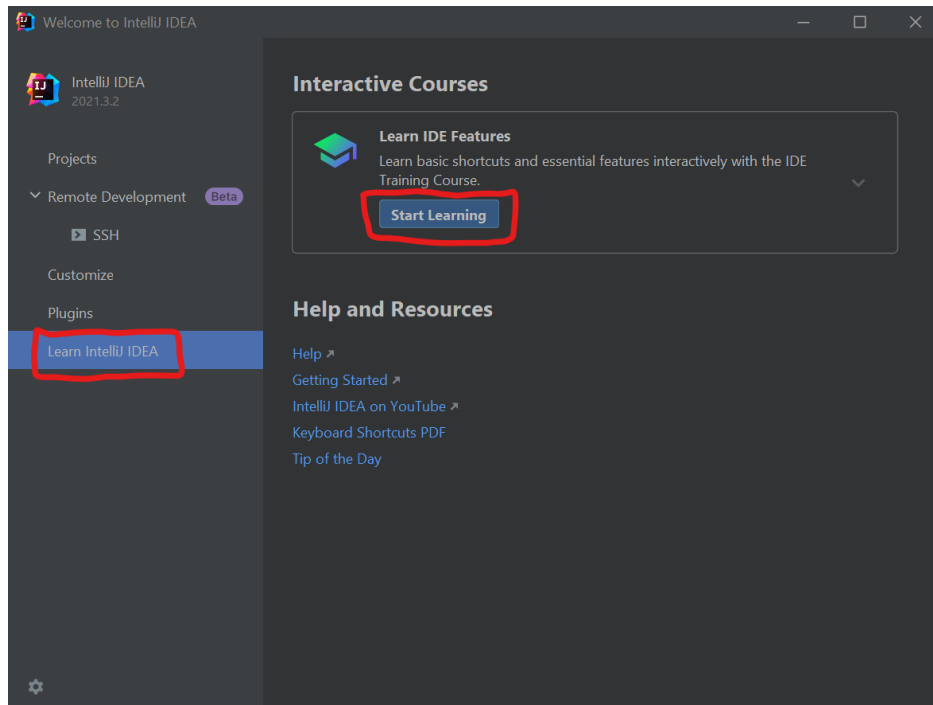 Welcome to IntelliJ IDEA
IJ
IntelliJ IDEA
2021.3.2
Projects
Remote Development Beta
SSH
Customize
Plugins
Learn IntelliJ IDEA
Interactive Courses
Learn IDE Features
Learn basic shortcuts and essential features interactively with the IDE
Training Course.
Start Learning
Help and Resources
Help
Getting Started
IntelliJ IDEA on YouTube
Keyboard Shortcuts PDF
Tip of the Day